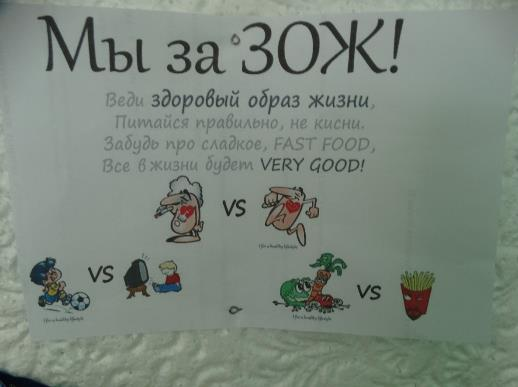 Мы за ЗОЖ!
Веди здоровый образ жизни,
Питайся правильно, не кисни.
Забудь про сладкое, FAST FOOD,
Все в жизни будет VERY GOOD!
VS
VS
VS